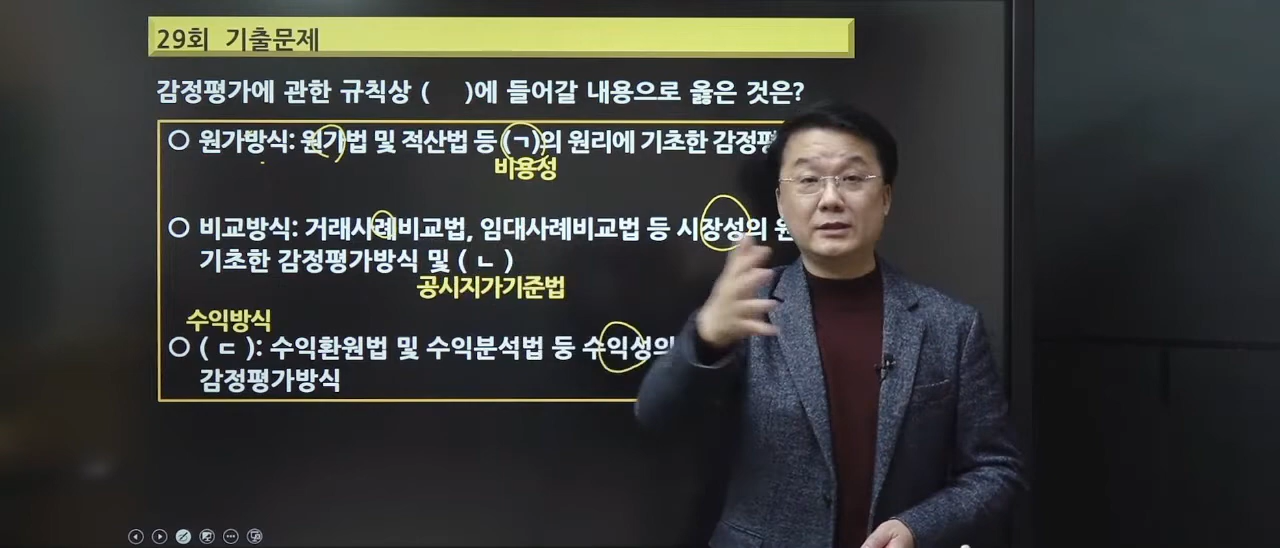 29회 기출문제
감정평가에 관한 규칙상 ( )에 들어갈 내용으로 옳은 것은?
○ 원가방식: 원가법 및 적산법 등 (ㄱ)의 원리에 기초한 감정평
비용성
○ 비교방식: 거래사례비교법, 임대사례비교법 등 시장성의 원
기초한 감정평가방식 및 ( ㄴ )
공시지가기준법
수익방식
○ ( ㄷ ): 수익환원법 및 수익분석법 등 수익성의
감정평가방식